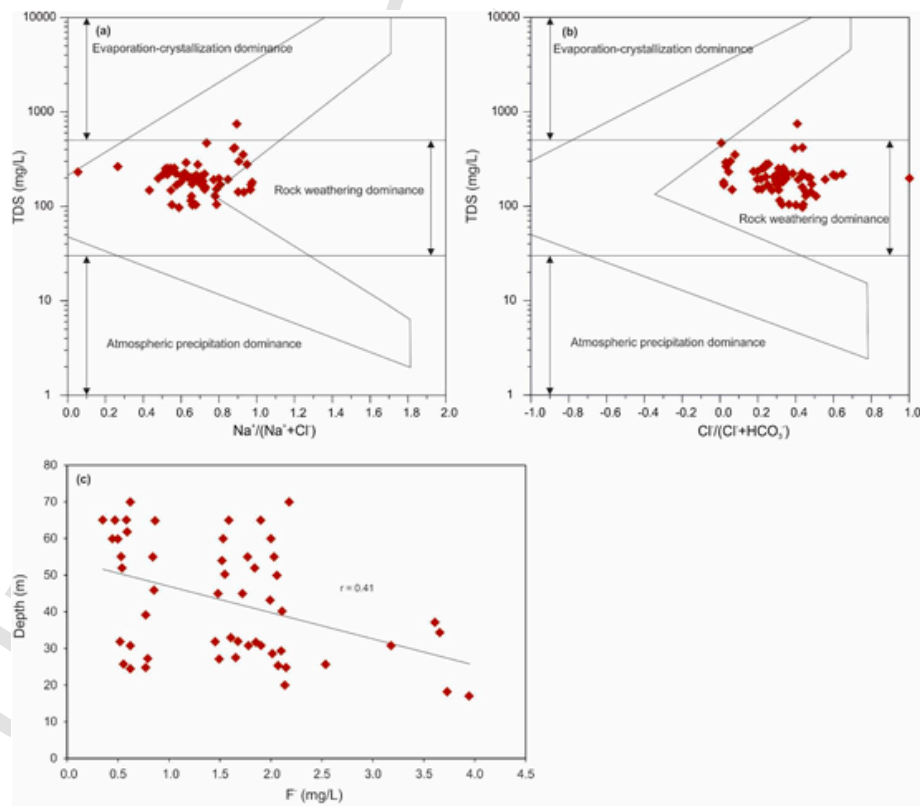 (a)
10000
1000
100
10
1
TDS (mg/L)
Evaporation-crystallization dominance
Rock weathering dominance
Atmospheric precipitation dominance
0.0 0.2 0.4 0.6 0.8 1.0 1.2 1.4 1.6 1.8 2.0
Na⁺/(Na⁺+Cl⁻)
(b)
10000
1000
100
10
1
TDS (mg/L)
Evaporation-crystallization dominance
Rock weathering dominance
Atmospheric precipitation dominance
-1.0 -0.8 -0.6 -0.4 -0.2 0.0 0.2 0.4 0.6 0.8 1.0
Cl⁻/(Cl⁻+HCO₃⁻)
(c)
80
70
60
50
40
30
20
10
0
Depth (m)
r = 0.41
0.0 0.5 1.0 1.5 2.0 2.5 3.0 3.5 4.0 4.5
F⁻ (mg/L)